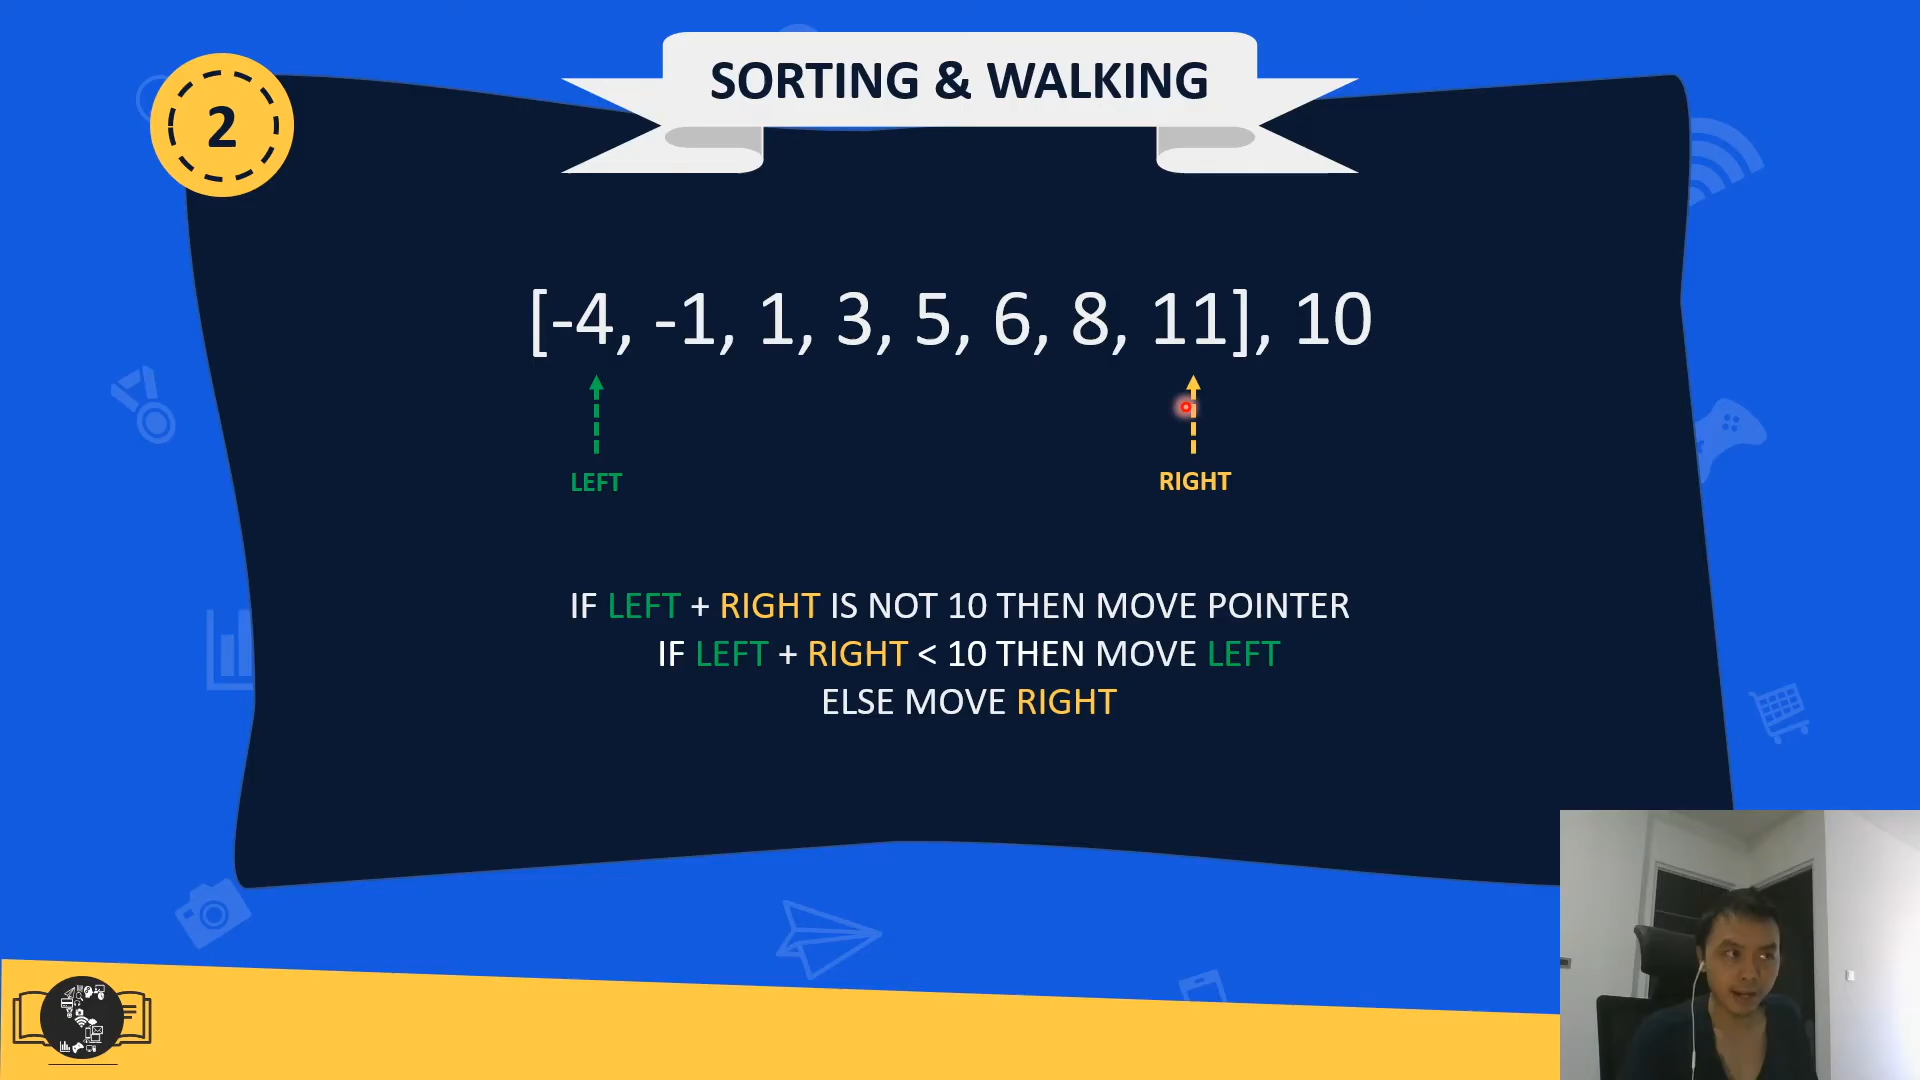 SORTING & WALKING
2
[-4, -1, 1, 3, 5, 6, 8, 11], 10
LEFT
RIGHT
IF LEFT + RIGHT IS NOT 10 THEN MOVE POINTER
IF LEFT + RIGHT < 10 THEN MOVE LEFT
ELSE MOVE RIGHT